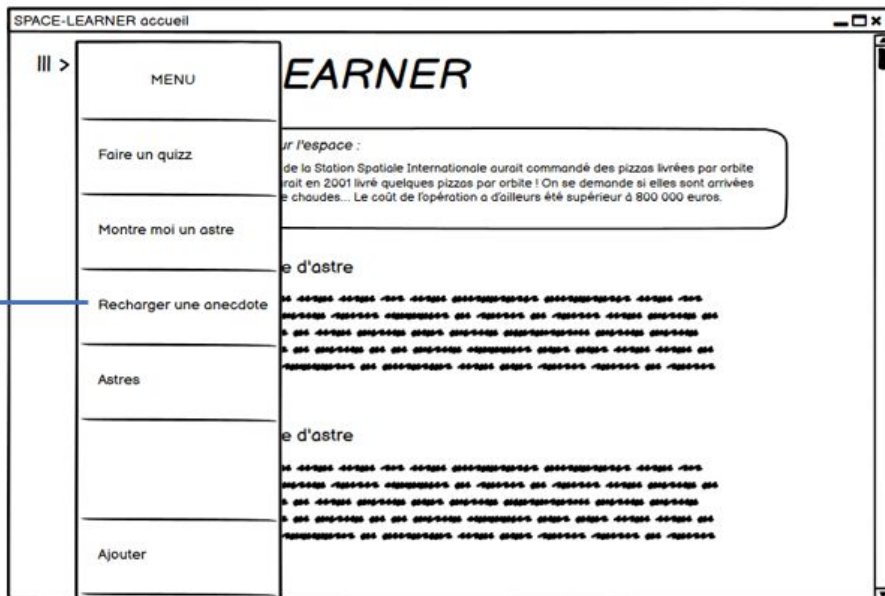 SPACE-LEARNER accueil
MENU
EARNER
Faire un quizz
Montre moi un astre
Recharger une anecdote
Astres
Ajouter
ur l'espace :
de la Station Spatiale Internationale aurait commandé des pizzas livrées par orbite
rait en 2001 livré quelques pizzas par orbite ! On se demande si elles sont arrivées
e chaudes... Le coût de l'opération a d'ailleurs été supérieur à 800 000 euros.
e d'astre
e d'astre